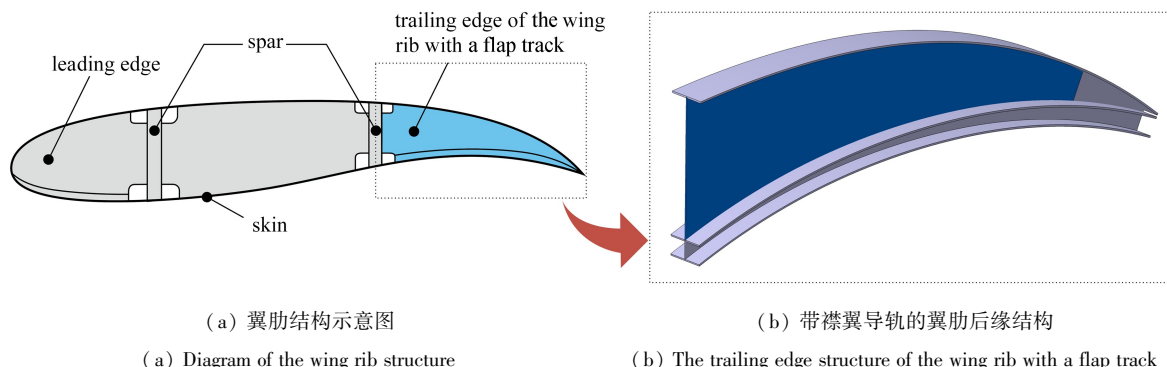 trailing edge of the wing
rib with a flap track
spar
leading edge
skin
(a) 翼肋结构示意图
(b) 带襟翼导轨的翼肋后缘结构
(a) Diagram of the wing rib structure
(b) The trailing edge structure of the wing rib with a flap track